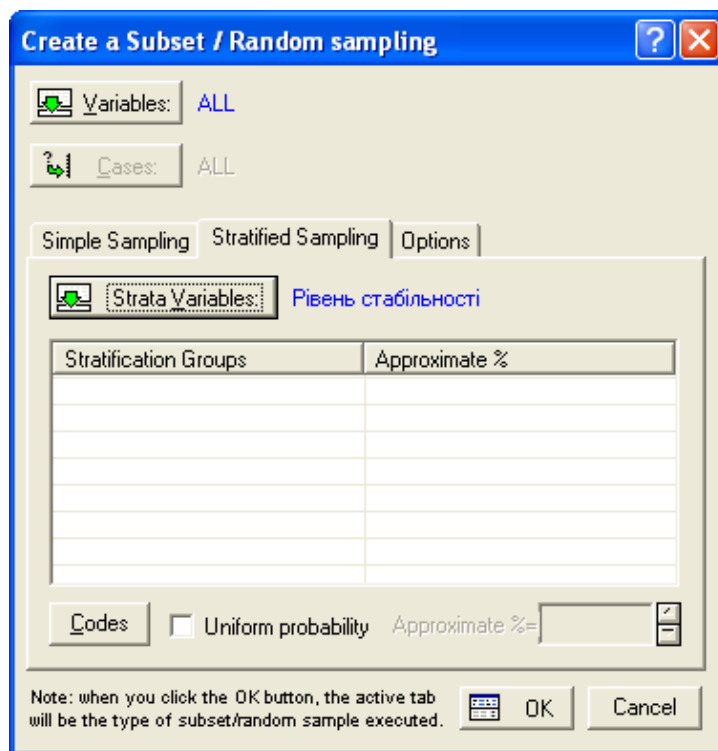 Create a Subset / Random sampling
Variables: ALL
Cases: ALL
Simple Sampling Stratified Sampling Options
Strata Variables: Рівень стабільності
Stratification Groups Approximate %
Codes Uniform probability Approximate %=
Note: when you click the OK button, the active tab
will be the type of subset/random sample executed.
OK Cancel